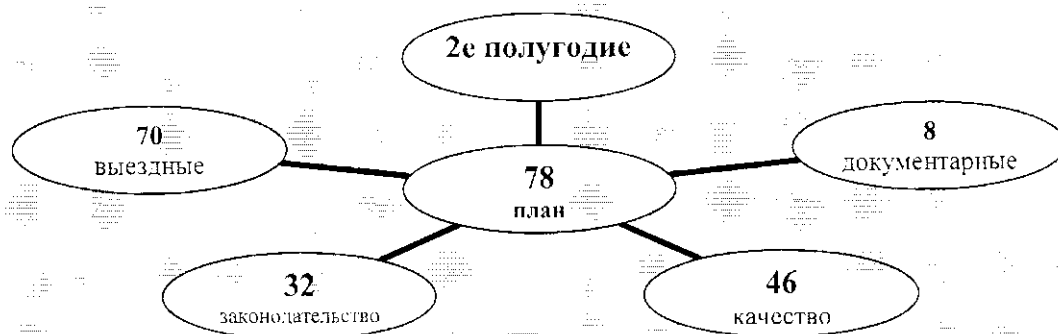 2е полугодие
70
выездные
8
документарные
78
план
32
законодательство
46
качество